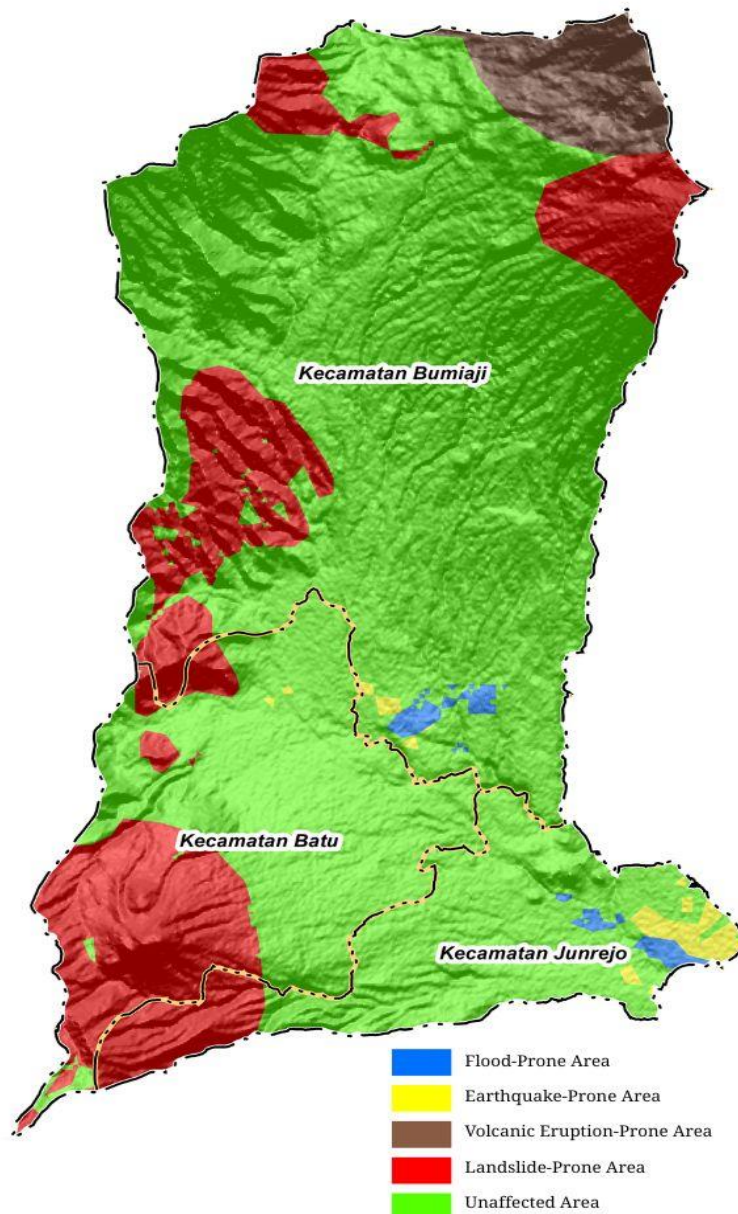 Kecamatan Bumiaji
Kecamatan Batu
Kecamatan Junrejo
Flood-Prone Area
Earthquake-Prone Area
Volcanic Eruption-Prone Area
Landslide-Prone Area
Unaffected Area